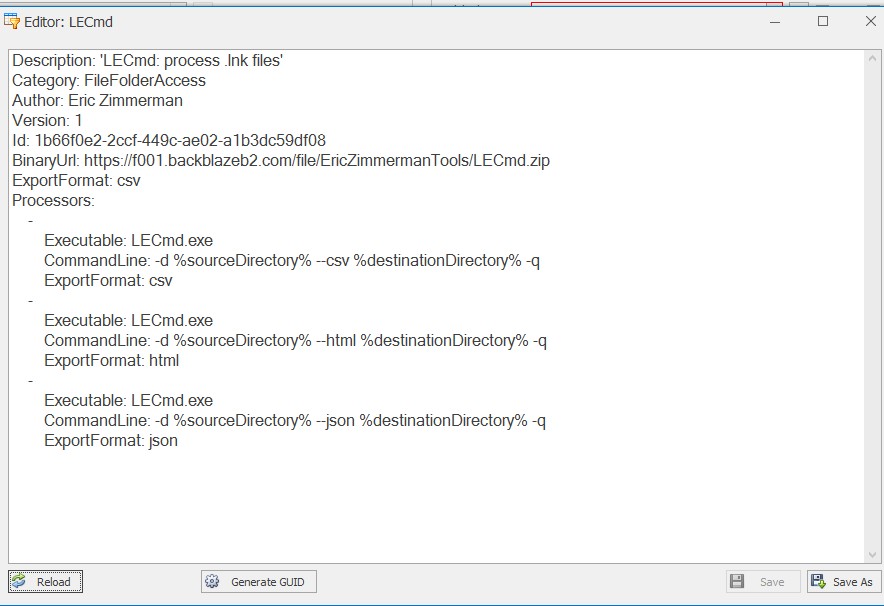 Editor: LECmd
Description: 'LECmd: process .lnk files'
Category: FileFolderAccess
Author: Eric Zimmerman
Version: 1
Id: 1b66f0e2-2ccf-449c-ae02-a1b3dc59df08
BinaryUrl: https://f001.backblazeb2.com/file/EricZimmermanTools/LECmd.zip
ExportFormat: csv
Processors:
-
Executable: LECmd.exe
CommandLine: -d %sourceDirectory% --csv %destinationDirectory% -q
ExportFormat: csv
-
Executable: LECmd.exe
CommandLine: -d %sourceDirectory% --html %destinationDirectory% -q
ExportFormat: html
-
Executable: LECmd.exe
CommandLine: -d %sourceDirectory% --json %destinationDirectory% -q
ExportFormat: json
Reload Generate GUID Save Save As